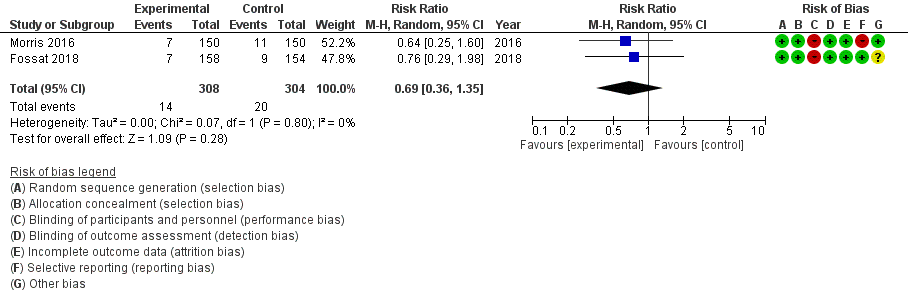 Experimental Control Risk Ratio Risk Ratio Risk of Bias
Study or Subgroup Events Total Events Total Weight M-H, Random, 95% CI Year M-H, Random, 95% CI A B C D E F G
Morris 2016 7 150 11 150 52.2% 0.64 [0.25, 1.60] 2016 + + - + + - +
Fossat 2018 7 158 9 154 47.8% 0.76 [0.29, 1.98] 2018 + + - + + + ?
Total (95% CI) 308 304 100.0% 0.69 [0.36, 1.35]
Total events 14 20
Heterogeneity: Tau² = 0.00; Chi² = 0.07, df = 1 (P = 0.80); I² = 0%
Test for overall effect: Z = 1.09 (P = 0.28)
0.1 0.2 0.5 1 2 5 10
Favours [experimental] Favours [control]
Risk of bias legend
(A) Random sequence generation (selection bias)
(B) Allocation concealment (selection bias)
(C) Blinding of participants and personnel (performance bias)
(D) Blinding of outcome assessment (detection bias)
(E) Incomplete outcome data (attrition bias)
(F) Selective reporting (reporting bias)
(G) Other bias